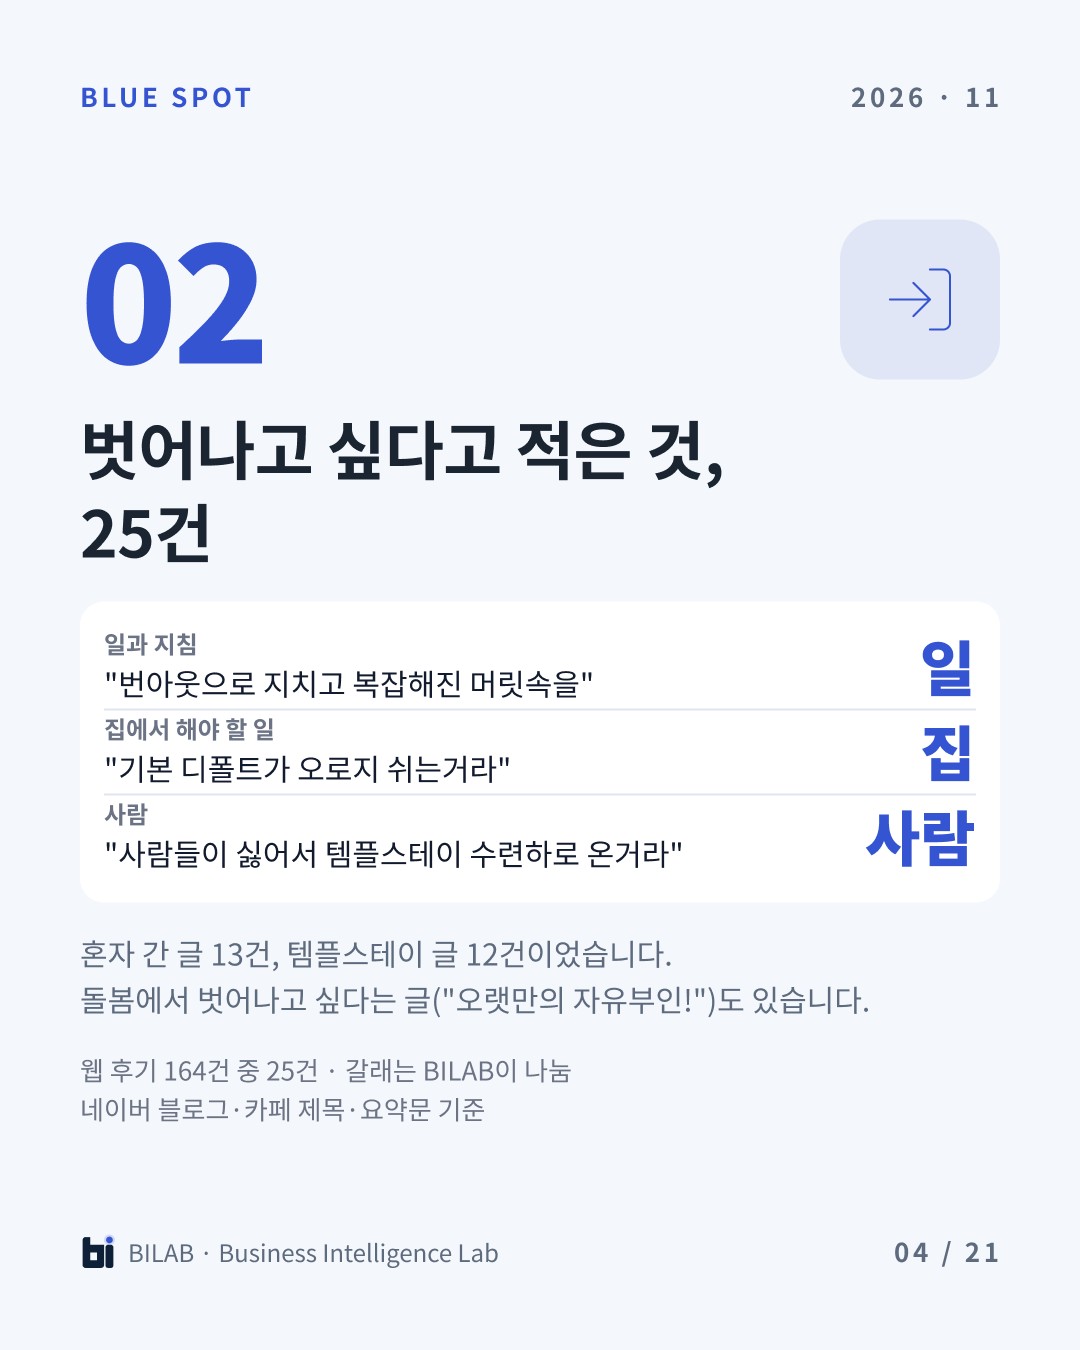 BLUE SPOT
2026 · 11
02
벗어나고 싶다고 적은 것,
25건
일과 지침
"번아웃으로 지치고 복잡해진 머릿속을"
일
집에서 해야 할 일
"기본 디폴트가 오로지 쉬는거라"
집
사람
"사람들이 싫어서 템플스테이 수련하로 온거라"
사람
혼자 간 글 13건, 템플스테이 글 12건이었습니다.
돌봄에서 벗어나고 싶다는 글("오랫만의 자유부인!")도 있습니다.
웹 후기 164건 중 25건 · 갈래는 BILAB이 나눔
네이버 블로그·카페 제목·요약문 기준
bi BILAB · Business Intelligence Lab
04 / 21